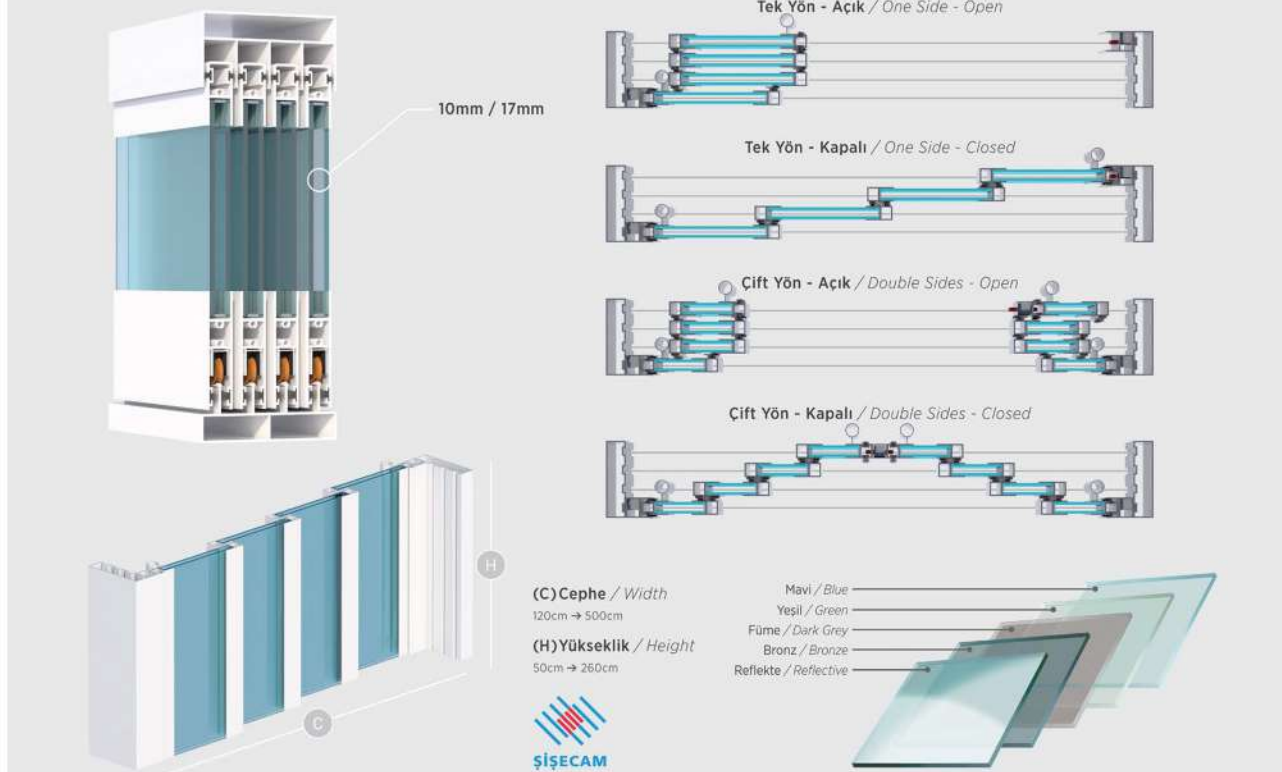 Tek Yön - Açık / One Side - Open
10mm / 17mm
Tek Yön - Kapalı / One Side - Closed
Çift Yön - Açık / Double Sides - Open
Çift Yön - Kapalı / Double Sides - Closed
H
C
(C)Cephe / Width
120cm → 500cm
(H)Yükseklik / Height
50cm → 260cm
ŞİŞECAM
Mavi / Blue
Yeşil / Green
Füme / Dark Grey
Bronz / Bronze
Reflekte / Reflective